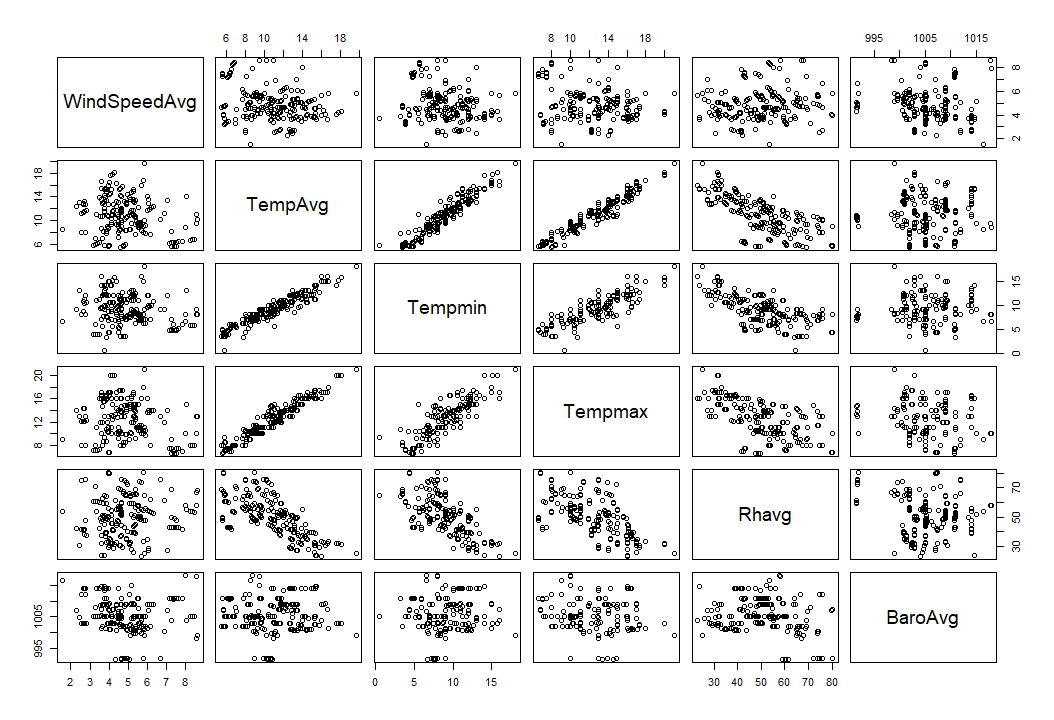 6 8 10 14 18
8 10 14 18
995 1005 1015
WindSpeedAvg
2 4 6 8
6 10 14 18
TempAvg
Tempmin
0 5 10 15
8 12 16 20
Tempmax
Rhavg
30 50 70
995 1005
BaroAvg
2 3 4 5 6 7 8
0 5 10 15
30 40 50 60 70 80